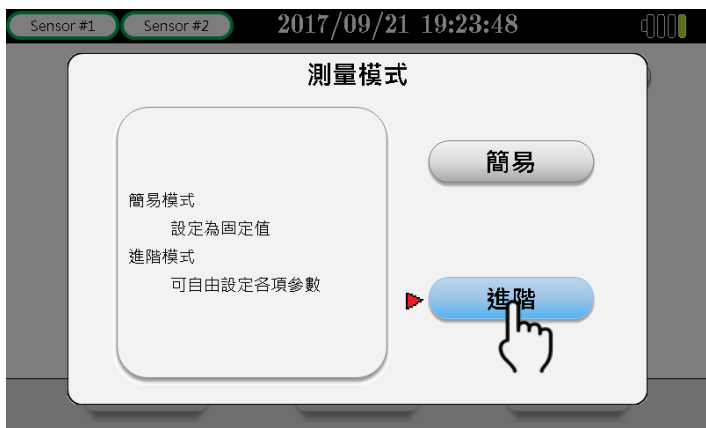 Sensor #1 Sensor #2 2017/09/21 19:23:48
測量模式
簡易模式
設定為固定值
進階模式
可自由設定各項參數
簡易
進階